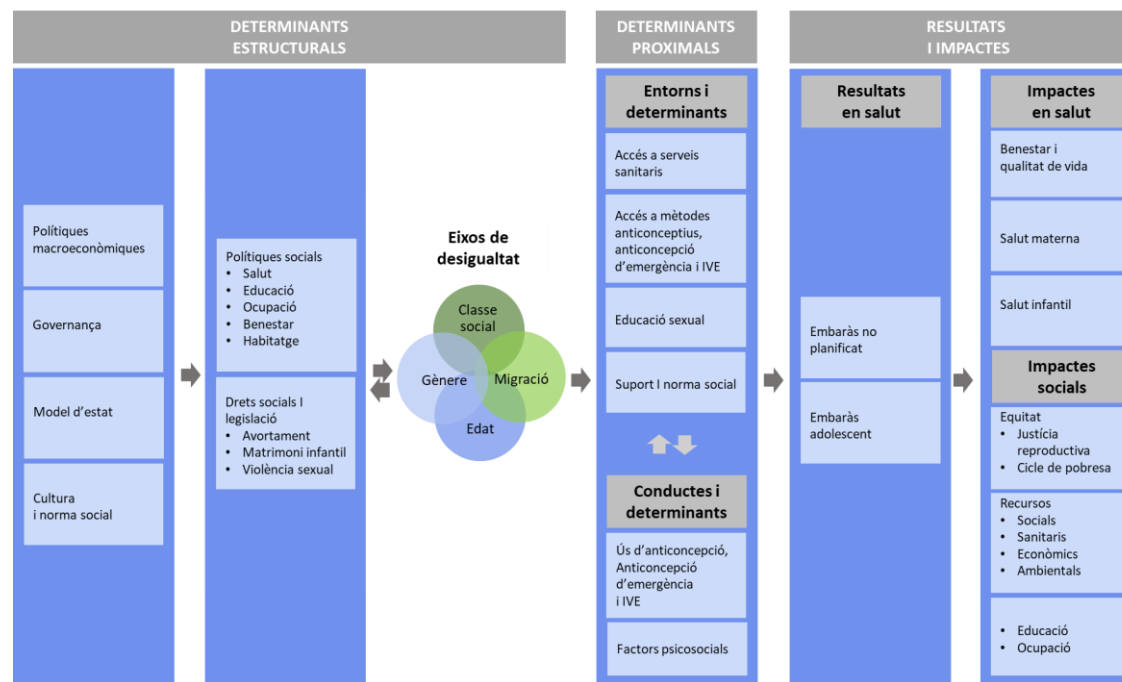 DETERMINANTS
ESTRUCTURALS
DETERMINANTS
PROXIMALS
RESULTATS
I IMPACTES
Polítiques
macroeconòmiques
Governança
Model d'estat
Cultura
i norma social
Polítiques socials
• Salut
• Educació
• Ocupació
• Benestar
• Habitatge
Drets socials I
legislació
• Avortament
• Matrimoni infantil
• Violència sexual
Eixos de
desigualtat
Classe
social
Gènere
Migració
Edat
Entorns i
determinants
Accés a serveis
sanitaris
Accés a mètodes
anticonceptius,
anticoncepció
d'emergència i IVE
Educació sexual
Suport I norma social
Conductes i
determinants
Ús d'anticoncepció,
Anticoncepció
d'emergència
i IVE
Factors psicosocials
Resultats
en salut
Embaràs no
planificat
Embaràs
adolescent
Impactes
en salut
Benestar i
qualitat de vida
Salut materna
Salut infantil
Impactes
socials
Equitat
• Justícia
reproductiva
• Cicle de pobresa
Recursos
• Socials
• Sanitaris
• Econòmics
• Ambientals
• Educació
• Ocupació